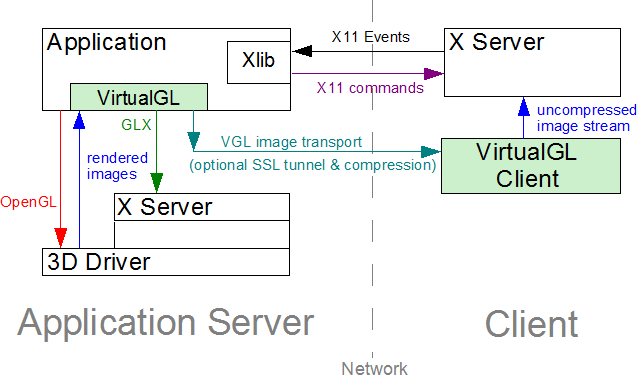 Application
X11 Events
X Server
Xlib
X11 commands
VirtualGL
uncompressed
image stream
GLX
VGL image transport
(optional SSL tunnel & compression)
VirtualGL
Client
rendered
images
OpenGL
X Server
3D Driver
Application Server
Client
Network